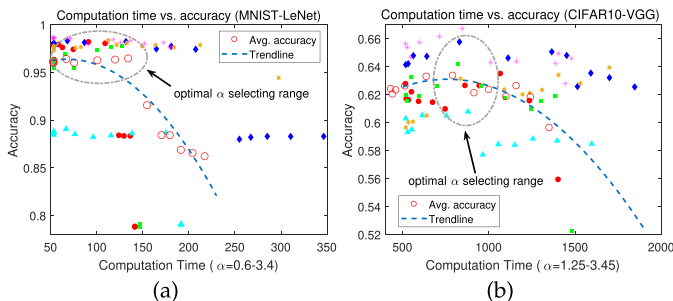 Computation time vs. accuracy (MNIST-LeNet)
Accuracy
0.95
0.9
0.85
0.8
Avg. accuracy
Trendline
optimal α selecting range
50 100 150 200 250 300 350
Computation Time ( α=0.6-3.4)
(a)
Computation time vs. accuracy (CIFAR10-VGG)
Accuracy
0.66
0.64
0.62
0.6
0.58
0.56
0.54
0.52
optimal α selecting range
Avg. accuracy
Trendline
500 1000 1500 2000
Computation Time ( α=1.25-3.45)
(b)